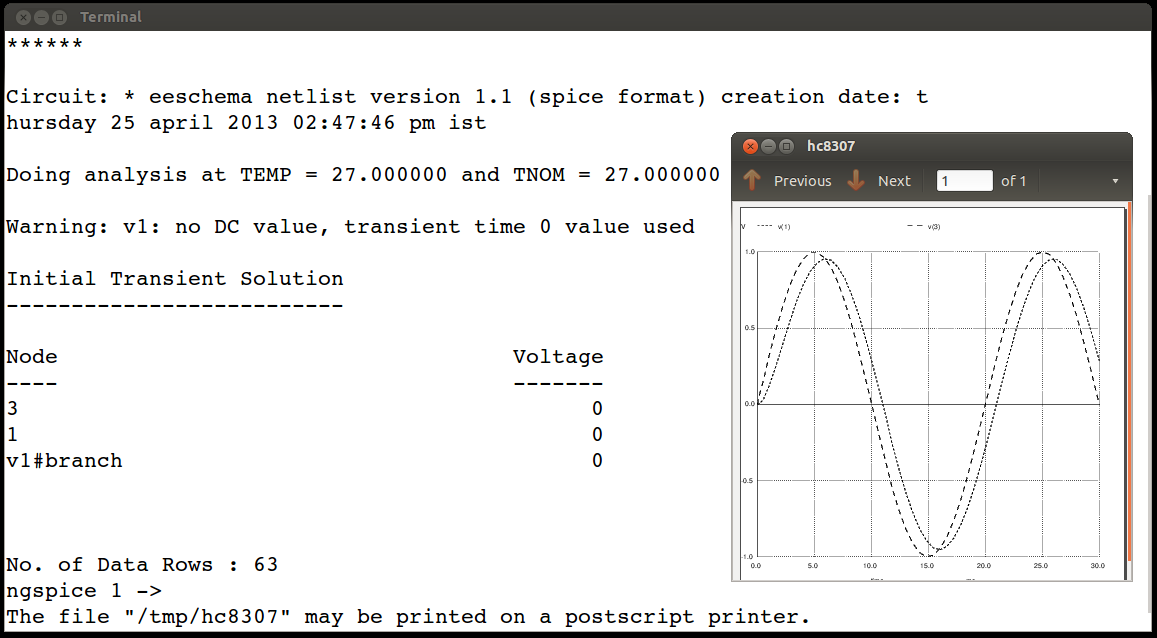 Terminal
******
Circuit: * eeschema netlist version 1.1 (spice format) creation date: t
hursday 25 april 2013 02:47:46 pm ist
Doing analysis at TEMP = 27.000000 and TNOM = 27.000000
Warning: v1: no DC value, transient time 0 value used
Initial Transient Solution
--------------------------
Node Voltage
---- -------
3 0
1 0
v1#branch 0
No. of Data Rows : 63
ngspice 1 ->
The file "/tmp/hc8307" may be printed on a postscript printer.
hc8307
Previous Next 1 of 1
V v(1) v(3)
1.0
0.5
0.0
-0.5
-1.0
0.0 5.0 10.0 15.0 20.0 25.0 30.0